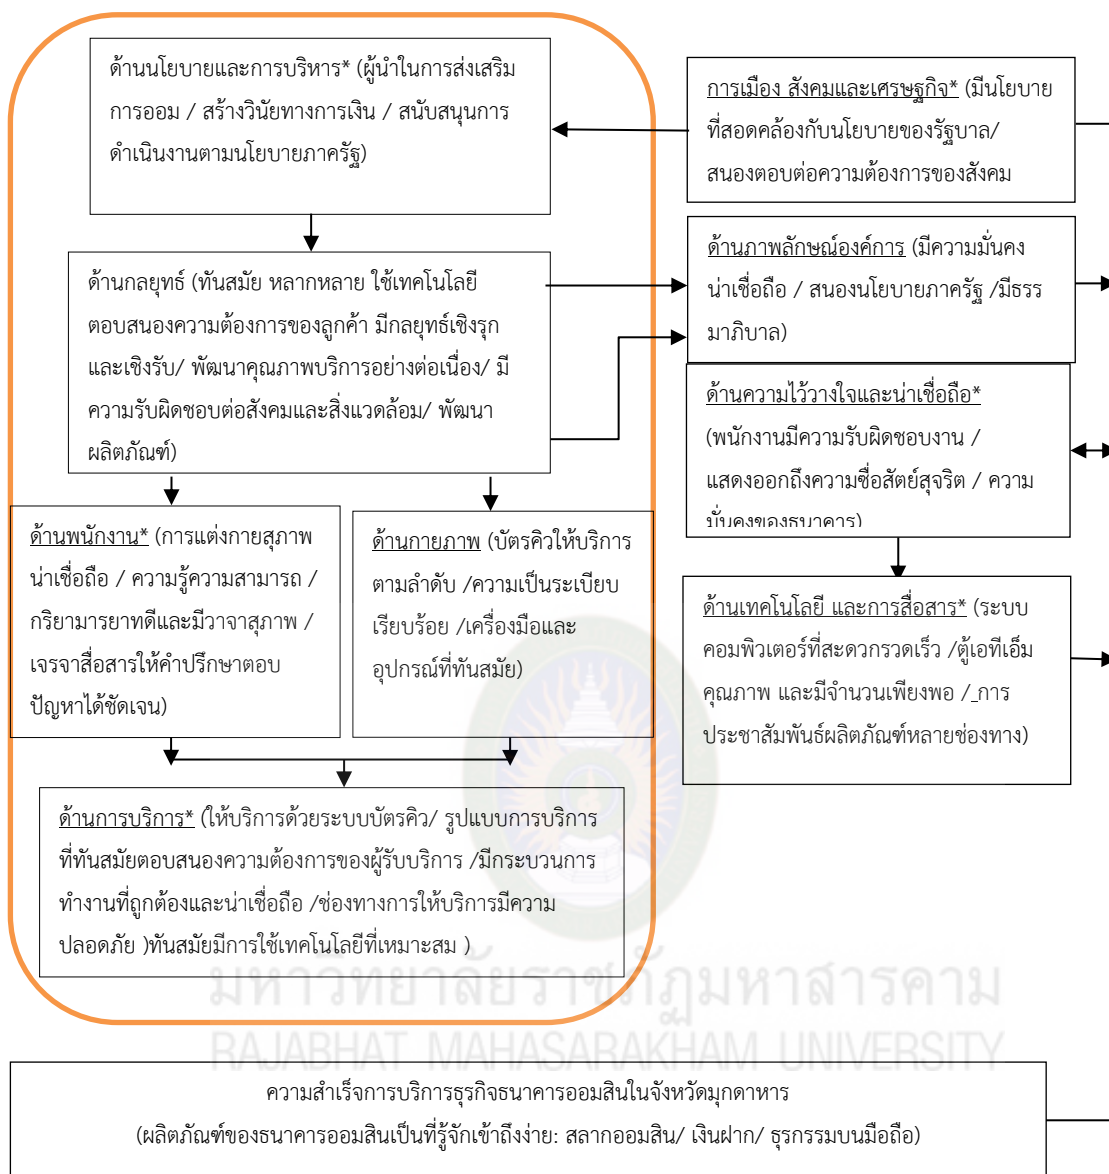 ด้านนโยบายและการบริหาร* (ผู้นำในการส่งเสริม
การออม / สร้างวินัยทางการเงิน / สนับสนุนการ
ดำเนินงานตามนโยบายภาครัฐ)
การเมือง สังคมและเศรษฐกิจ* (มีนโยบาย
ที่สอดคล้องกับนโยบายของรัฐบาล/
สนองตอบต่อความต้องการของสังคม
ด้านกลยุทธ์ (ทันสมัย หลากหลาย ใช้เทคโนโลยี
ตอบสนองความต้องการของลูกค้า มีกลยุทธ์เชิงรุก
และเชิงรับ/ พัฒนาคุณภาพบริการอย่างต่อเนื่อง/ มี
ความรับผิดชอบต่อสังคมและสิ่งแวดล้อม/ พัฒนา
ผลิตภัณฑ์)
ด้านภาพลักษณ์องค์การ (มีความมั่นคง
น่าเชื่อถือ / สนองนโยบายภาครัฐ /มีธรร
มาภิบาล)
ด้านความไว้วางใจและน่าเชื่อถือ*
(พนักงานมีความรับผิดชอบงาน /
แสดงออกถึงความซื่อสัตย์สุจริต / ความ
มั่นคงของธนาคาร)
ด้านพนักงาน* (การแต่งกายสุภาพ
น่าเชื่อถือ / ความรู้ความสามารถ /
กริยามารยาทดีและมีวาจาสุภาพ /
เจรจาสื่อสารให้คำปรึกษาตอบ
ปัญหาได้ชัดเจน)
ด้านกายภาพ (บัตรคิวให้บริการ
ตามลำดับ /ความเป็นระเบียบ
เรียบร้อย /เครื่องมือและ
อุปกรณ์ที่ทันสมัย)
ด้านเทคโนโลยี และการสื่อสาร* (ระบบ
คอมพิวเตอร์ที่สะดวกรวดเร็ว /ตู้เอทีเอ็ม
คุณภาพ และมีจำนวนเพียงพอ / การ
ประชาสัมพันธ์ผลิตภัณฑ์หลายช่องทาง)
ด้านการบริการ* (ให้บริการด้วยระบบบัตรคิว/ รูปแบบการบริการ
ที่ทันสมัยตอบสนองความต้องการของผู้รับบริการ /มีกระบวนการ
ทำงานที่ถูกต้องและน่าเชื่อถือ /ช่องทางการให้บริการมีความ
ปลอดภัย )ทันสมัยมีการใช้เทคโนโลยีที่เหมาะสม )
มหาวิทยาลัยราชภัฏมหาสารคาม
RAJABHAT MAHASARAKHAM UNIVERSITY
ความสำเร็จการบริการธุรกิจธนาคารออมสินในจังหวัดมุกดาหาร
(ผลิตภัณฑ์ของธนาคารออมสินเป็นที่รู้จักเข้าถึงง่าย: สลากออมสิน/ เงินฝาก/ ธุรกรรมบนมือถือ)